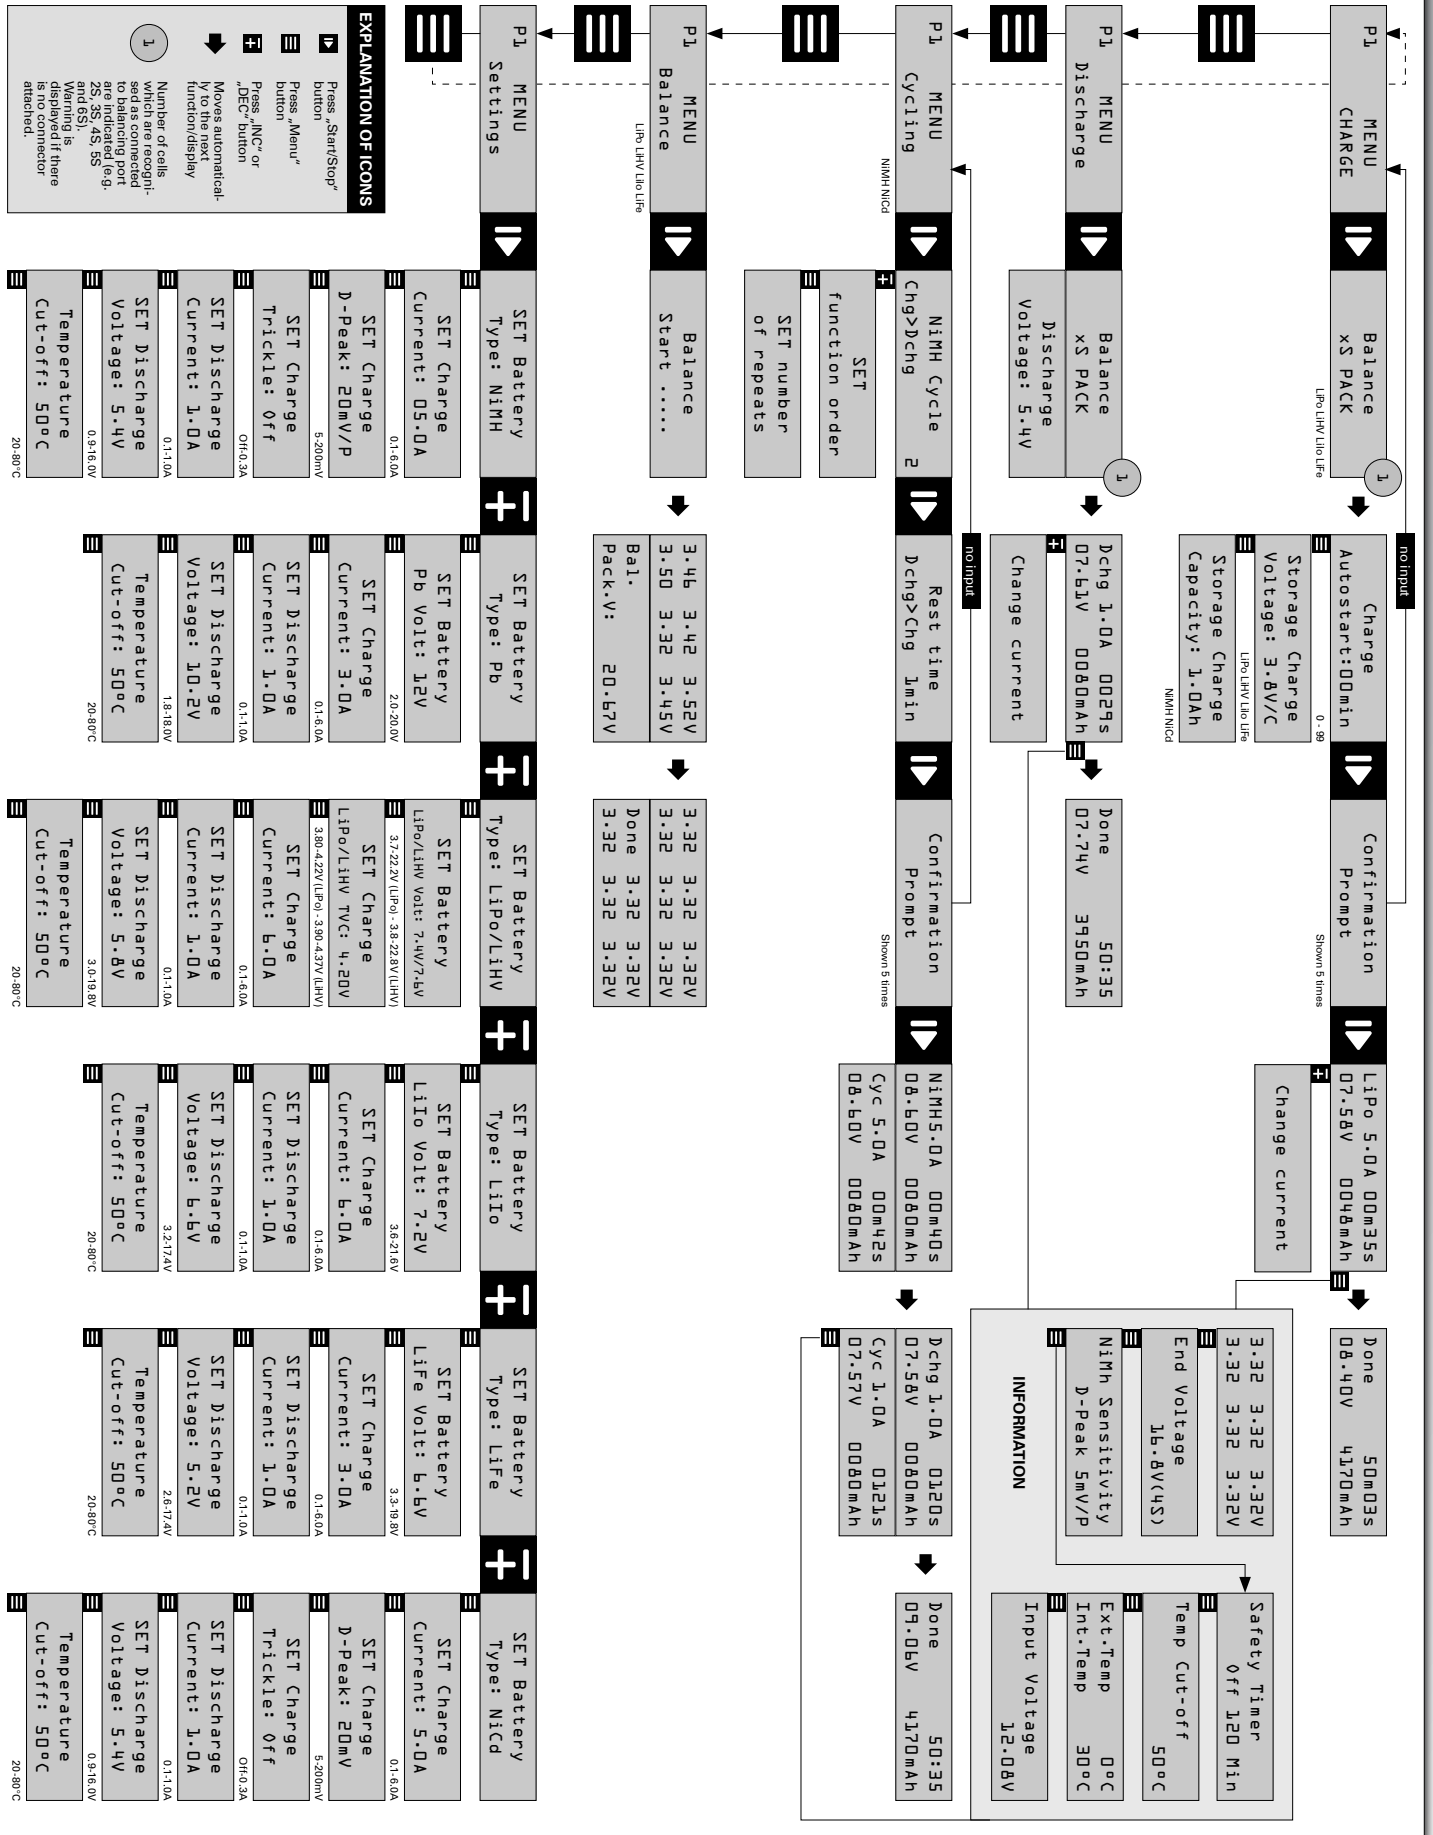 P1 MENU
CHARGE
Balance
xS PACK
1
LiPo LiHV LiIo LiFe
no input
Charge
Autostart:00min
0 - 99
Storage Charge
Voltage: 3.8V/C
LiPo LiHV LiIo LiFe
Storage Charge
Capacity: 1.0Ah
NiMH NiCd
Confirmation
Prompt
Shown 5 times
LiPo 5.0A 00m35s
07.58V 0048mAh
Change current
Done 50m03s
08.40V 4170mAh
P1 MENU
Discharge
Balance
xS PACK
1
Discharge
Voltage: 5.4V
Dchg 1.0A 0029s
07.61V 0080mAh
Change current
Done 50:35
07.74V 3950mAh
3.32 3.32 3.32V
3.32 3.32 3.32V
End Voltage
16.8V(4S)
NiMh Sensitivity
D-Peak 5mV/P
INFORMATION
Safety Timer
Off 120 Min
Temp Cut-off
50°C
Ext.Temp 0°C
Int.Temp 30°C
Input Voltage
12.08V
P1 MENU
Cycling
NiMH NiCd
NiMH Cycle
Chg>Dchg 2
SET
function order
SET number
of repeats
no input
Rest time
Dchg>Chg 1min
Confirmation
Prompt
Shown 5 times
NiMH5.0A 00m40s
08.60V 0080mAh
Cyc 5.0A 00m42s
08.60V 0080mAh
Dchg 1.0A 0120s
07.58V 0080mAh
Cyc 1.0A 0121s
07.57V 0080mAh
Done 50:35
09.06V 4170mAh
P1 MENU
Balance
LiPo LiHV LiIo LiFe
Balance
Start .....
3.46 3.42 3.52V
3.50 3.32 3.45V
Bal.
Pack.V: 20.67V
3.32 3.32 3.32V
3.32 3.32 3.32V
Done 3.32 3.32V
3.32 3.32 3.32V
P1 MENU
Settings
SET Battery
Type: NiMH
SET Charge
Current: 05.0A
0.1-6.0A
SET Charge
D-Peak: 20mV/P
5-200mV
SET Charge
Trickle: Off
Off-0.3A
SET Discharge
Current: 1.0A
0.1-1.0A
SET Discharge
Voltage: 5.4V
0.9-16.0V
Temperature
Cut-off: 50°C
20-80°C
SET Battery
Type: Pb
SET Battery
Pb Volt: 12V
2.0-20.0V
SET Charge
Current: 3.0A
0.1-6.0A
SET Discharge
Current: 1.0A
0.1-1.0A
SET Discharge
Voltage: 10.2V
1.8-18.0V
Temperature
Cut-off: 50°C
20-80°C
SET Battery
Type: LiPo/LiHV
SET Battery
LiPo/LiHV Volt: 7.4V/7.6V
3.7-22.2V (LiPo) - 3.8-22.8V (LiHV)
SET Charge
LiPo/LiHV TVC: 4.20V
3.80-4.22V (LiPo) - 3.90-4.37V (LiHV)
SET Charge
Current: 6.0A
0.1-6.0A
SET Discharge
Current: 1.0A
0.1-1.0A
SET Discharge
Voltage: 5.8V
3.0-19.8V
Temperature
Cut-off: 50°C
20-80°C
SET Battery
Type: LiIo
SET Battery
LiIo Volt: 7.2V
3.6-21.6V
SET Charge
Current: 6.0A
0.1-6.0A
SET Discharge
Current: 1.0A
0.1-1.0A
SET Discharge
Voltage: 6.6V
3.2-17.4V
Temperature
Cut-off: 50°C
20-80°C
SET Battery
Type: LiFe
SET Battery
LiFe Volt: 6.6V
3.3-19.8V
SET Charge
Current: 3.0A
0.1-6.0A
SET Discharge
Current: 1.0A
0.1-1.0A
SET Discharge
Voltage: 5.2V
2.6-17.4V
Temperature
Cut-off: 50°C
20-80°C
SET Battery
Type: NiCd
SET Charge
Current: 5.0A
0.1-6.0A
SET Charge
D-Peak: 20mV
5-200mV
SET Charge
Trickle: Off
Off-0.3A
SET Discharge
Current: 1.0A
0.1-1.0A
SET Discharge
Voltage: 5.4V
0.9-16.0V
Temperature
Cut-off: 50°C
20-80°C
EXPLANATION OF ICONS
Press „Start/Stop"
button
Press „Menu"
button
Press „INC" or
„DEC" button
Moves automatical-
ly to the next
function/display
1
Number of cells
which are recogni-
sed as connected
to balancing port
are indicated (e.g.
2S, 3S, 4S, 5S
and 6S).
Warning is
displayed if there
is no connector
attached.